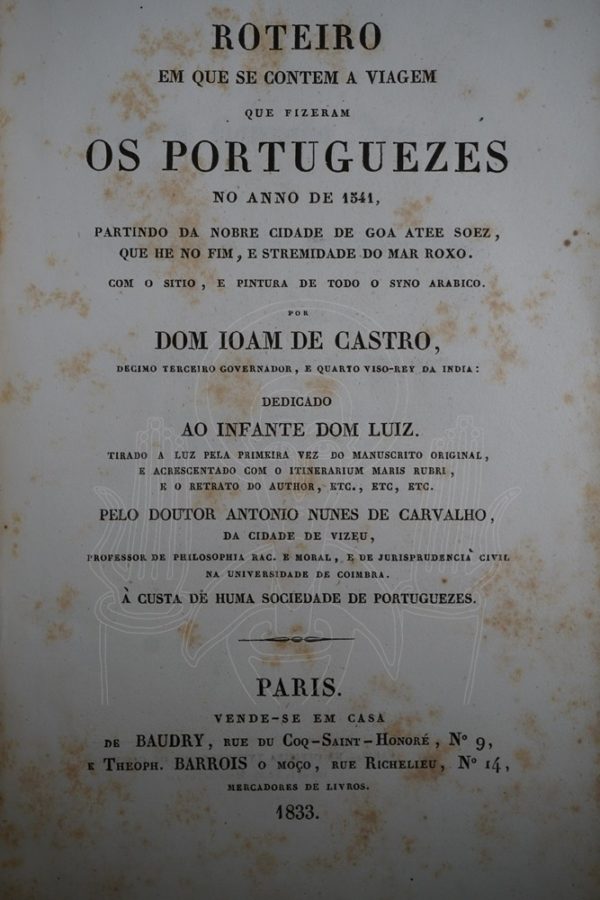 ROTEIRO
EM QUE SE CONTEM A VIAGEM
QUE FIZERAM
OS PORTUGUEZES
NO ANNO DE 1541,
PARTINDO DA NOBRE CIDADE DE GOA ATEE SOEZ,
QUE HE NO FIM, E STREMIDADE DO MAR ROXO.
COM O SITIO, E PINTURA DE TODO O SYNO ARABICO.
POR
DOM IOAM DE CASTRO,
DECIMO TERCEIRO GOVERNADOR, E QUARTO VISO-REY DA INDIA:
DEDICADO
AO INFANTE DOM LUIZ.
TIRADO A LUZ PELA PRIMEIRA VEZ DO MANUSCRITO ORIGINAL,
E ACRESCENTADO COM O ITINERARIUM MARIS RUBRI,
E O RETRATO DO AUTHOR, ETC., ETC, ETC.
PELO DOUTOR ANTONIO NUNES DE CARVALHO,
DA CIDADE DE VIZEU,
PROFESSOR DE PHILOSOPHIA RAC. E MORAL, E DE JURISPRUDENCIA CIVIL
NA UNIVERSIDADE DE COIMBRA.
À CUSTA DE HUMA SOCIEDADE DE PORTUGUEZES.
PARIS.
VENDE-SE EM CASA
DE BAUDRY, RUE DU COQ-SAINT-HONORÉ, Nº 9,
E THEOPH. BARROIS O MOÇO, RUE RICHELIEU, Nº 14,
MERCADORES DE LIVROS.
1833.